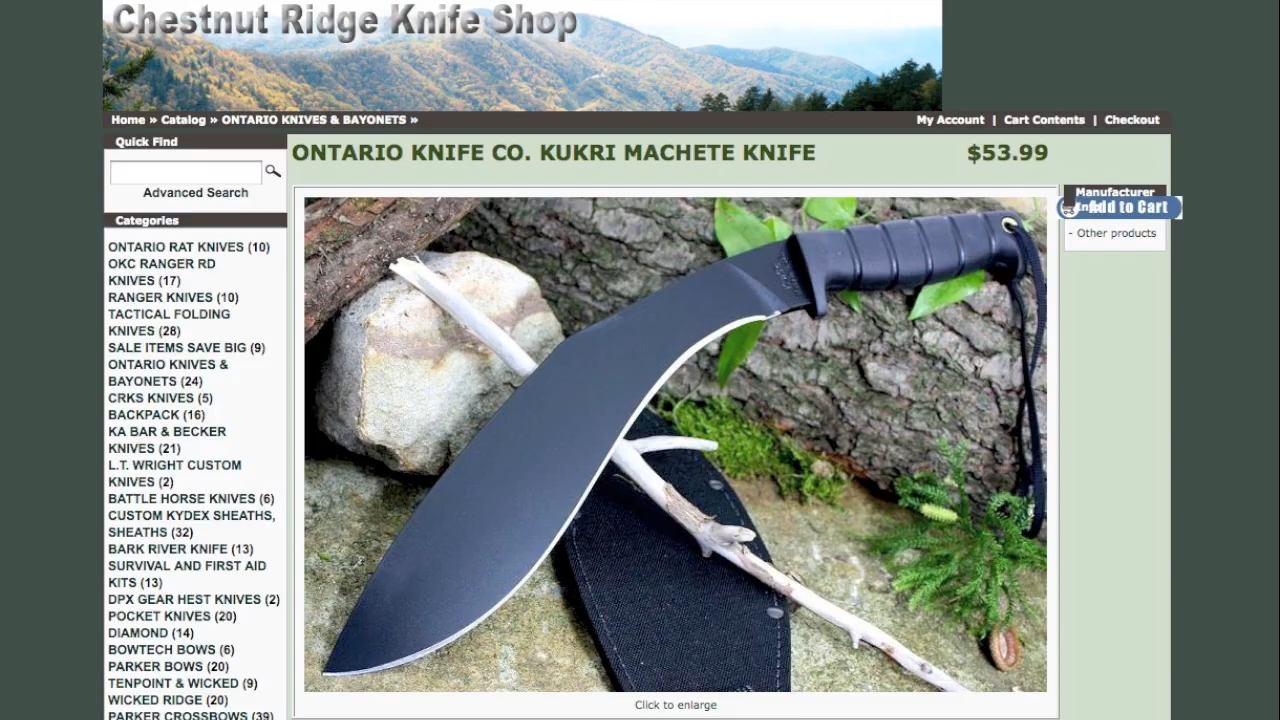 Chestnut Ridge Knife Shop
Home » Catalog » ONTARIO KNIVES & BAYONETS »
My Account | Cart Contents | Checkout
Quick Find
Advanced Search
Categories
ONTARIO RAT KNIVES (10)
OKC RANGER RD
KNIVES (17)
RANGER KNIVES (10)
TACTICAL FOLDING
KNIVES (28)
SALE ITEMS SAVE BIG (9)
ONTARIO KNIVES &
BAYONETS (24)
CRKS KNIVES (5)
BACKPACK (16)
KA BAR & BECKER
KNIVES (21)
L.T. WRIGHT CUSTOM
KNIVES (2)
BATTLE HORSE KNIVES (6)
CUSTOM KYDEX SHEATHS,
SHEATHS (32)
BARK RIVER KNIFE (13)
SURVIVAL AND FIRST AID
KITS (13)
DPX GEAR HEST KNIVES (2)
POCKET KNIVES (20)
DIAMOND (14)
BOWTECH BOWS (6)
PARKER BOWS (20)
TENPOINT & WICKED (9)
WICKED RIDGE (20)
PARKER CROSSBOWS (39)
ONTARIO KNIFE CO. KUKRI MACHETE KNIFE
$53.99
Click to enlarge
Manufacturer
Add to Cart
- Other products